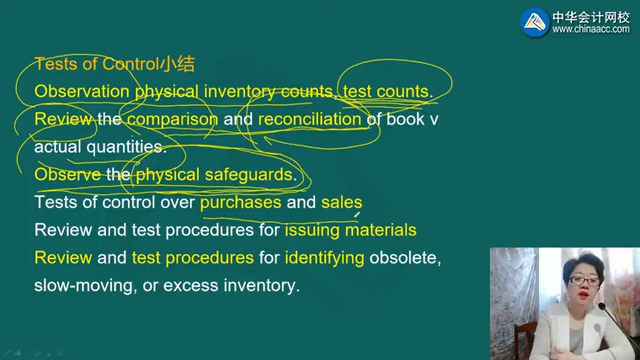 中华会计网校
www.chinaacc.com
Tests of Control小结
Observation physical inventory counts, test counts.
Review the comparison and reconciliation of book v
actual quantities.
Observe the physical safeguards.
Tests of control over purchases and sales
Review and test procedures for issuing materials
Review and test procedures for identifying obsolete,
slow-moving, or excess inventory.